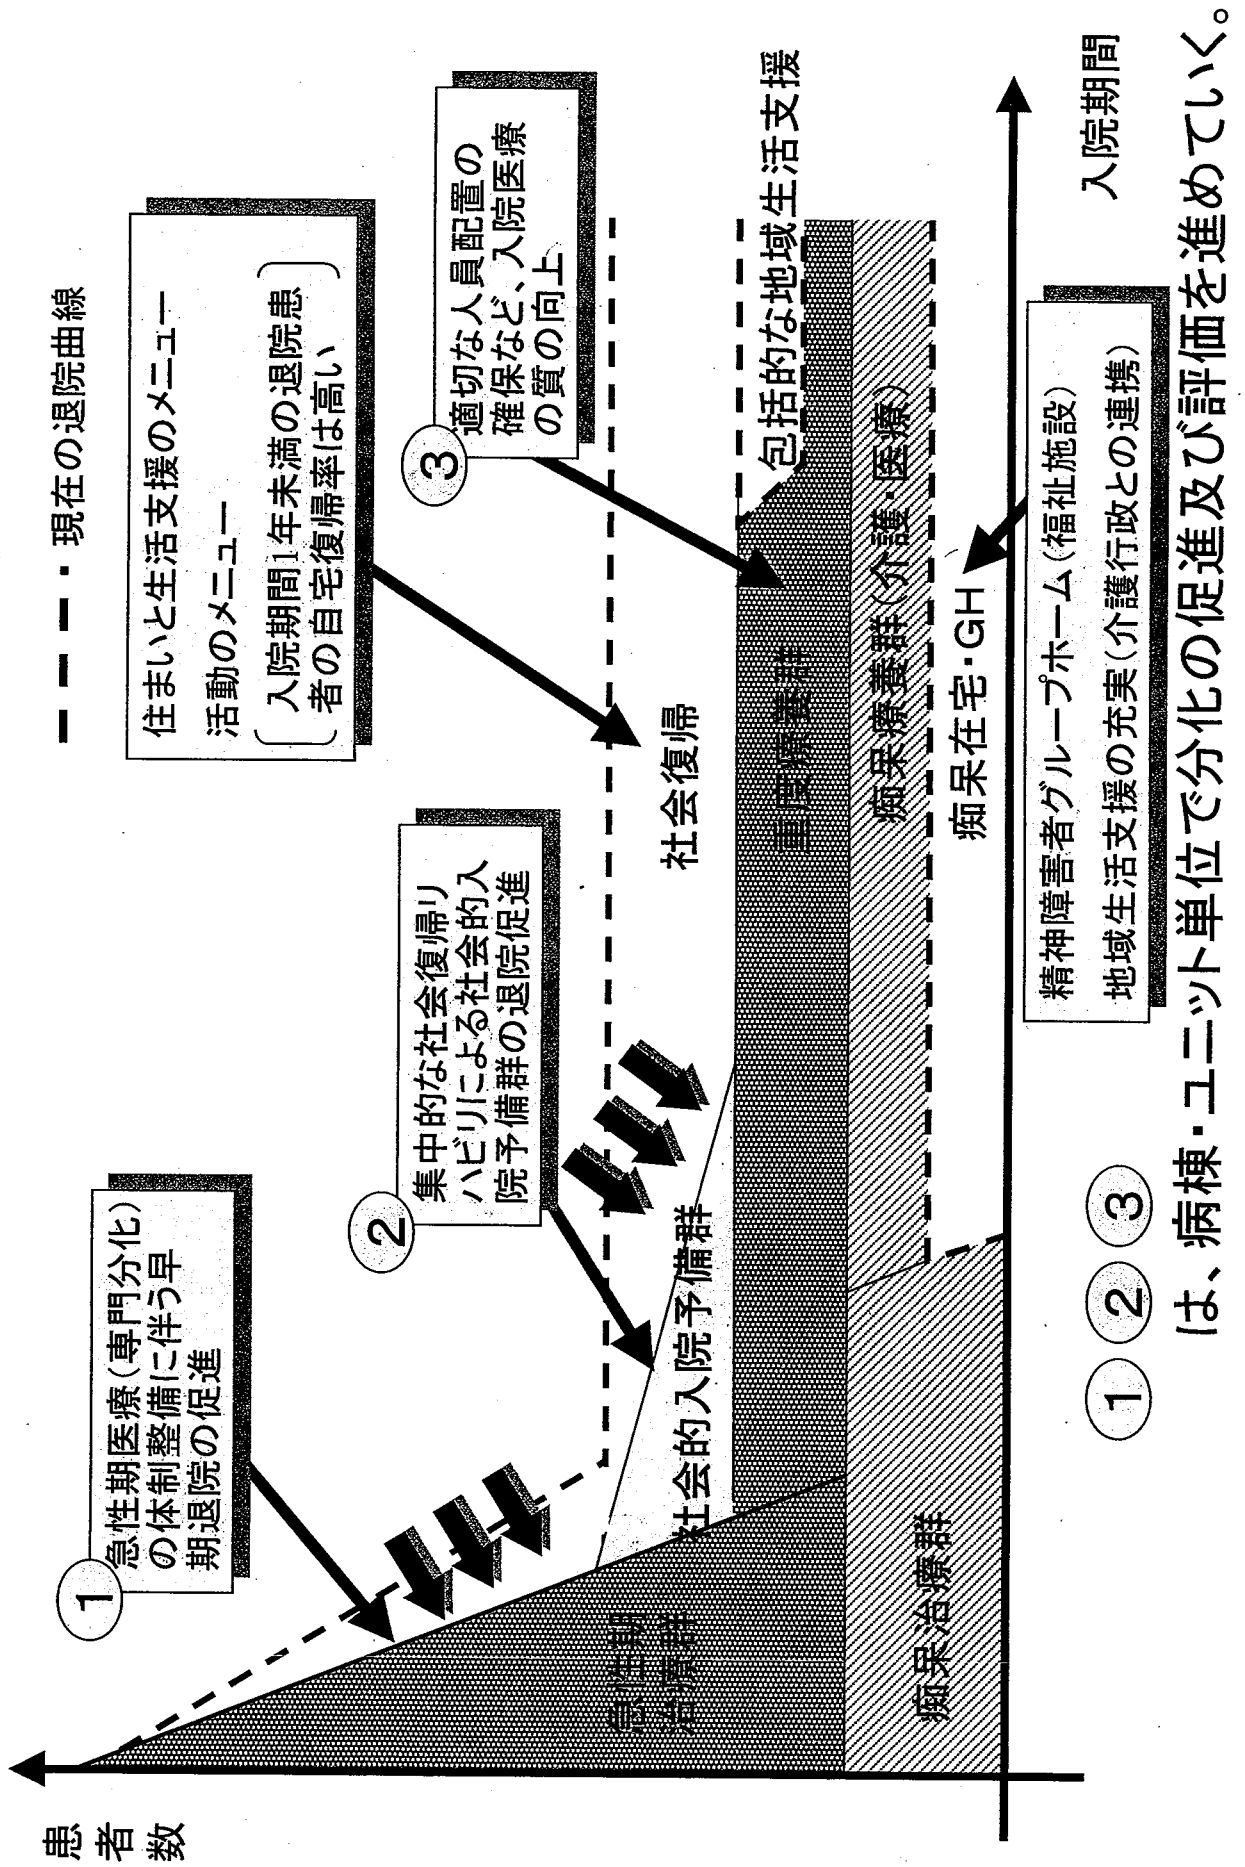 患者数
現在の退院曲線
1
急性期医療(専門分化)
の体制整備に伴う早
期退院の促進
2
集中的な社会復帰リ
ハビリによる社会的入
院予備群の退院促進
住まいと生活支援のメニュー
活動のメニュー
入院期間1年未満の退院患
者の自宅復帰率は高い
3
適切な人員配置の
確保など、入院医療
の質の向上
急性期
治療群
社会的入院予備群
社会復帰
重度療養群
包括的な地域生活支援
痴呆療養群(介護・医療)
痴呆治療群
痴呆在宅・GH
入院期間
精神障害者グループホーム(福祉施設)
地域生活支援の充実(介護行政との連携)
1 2 3
は、病棟・ユニット単位で分化の促進及び評価を進めていく。